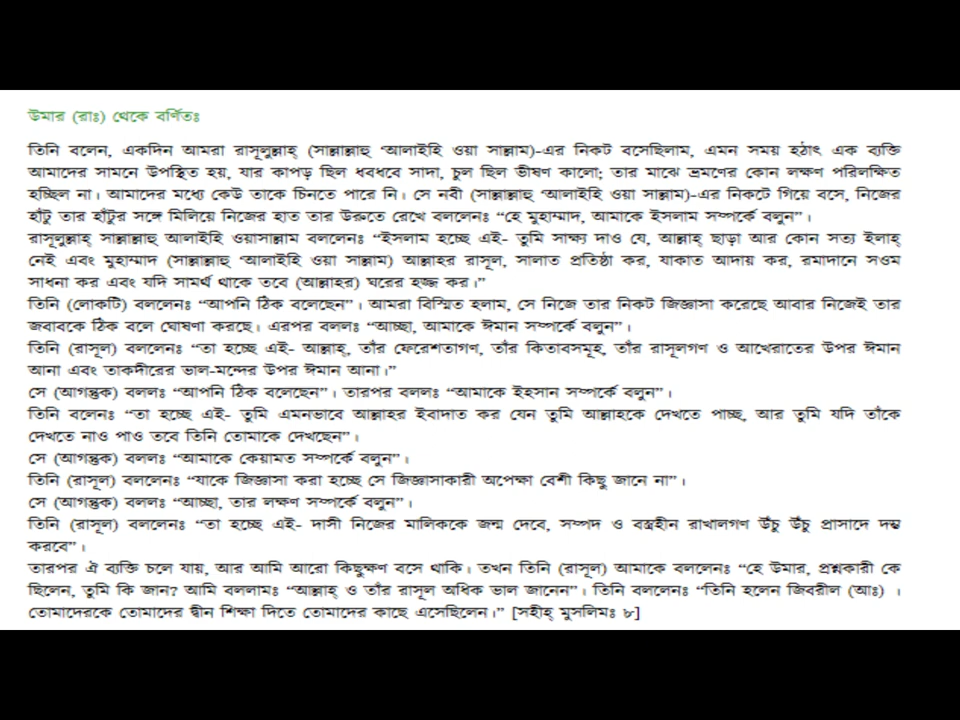 উমার (রাঃ) থেকে বর্ণিতঃ
তিনি বলেন, একদিন আমরা রাসূলুল্লাহ্ (সাল্লাল্লাহু ‘আলাইহি ওয়া সাল্লাম)-এর নিকট বসেছিলাম, এমন সময় হঠাৎ এক ব্যক্তি
আমাদের সামনে উপস্থিত হয়, যার কাপড় ছিল ধবধবে সাদা, চুল ছিল ভীষণ কালো; তার মাঝে ভ্রমণের কোন লক্ষণ পরিলক্ষিত
হচ্ছিল না। আমাদের মধ্যে কেউ তাকে চিনতে পারে নি। সে নবী (সাল্লাল্লাহু ‘আলাইহি ওয়া সাল্লাম)-এর নিকটে গিয়ে বসে, নিজের
হাঁটু তার হাঁটুর সঙ্গে মিলিয়ে নিজের হাত তার উরুতে রেখে বললেনঃ “হে মুহাম্মাদ, আমাকে ইসলাম সম্পর্কে বলুন”।
রাসূলুল্লাহ্ সাল্লাল্লাহু আলাইহি ওয়াসাল্লাম বললেনঃ “ইসলাম হচ্ছে এই- তুমি সাক্ষ্য দাও যে, আল্লাহ্ ছাড়া আর কোন সত্য ইলাহ্
নেই এবং মুহাম্মাদ (সাল্লাল্লাহু ‘আলাইহি ওয়া সাল্লাম) আল্লাহর রাসূল, সালাত প্রতিষ্ঠা কর, যাকাত আদায় কর, রমাদানে সওম
সাধনা কর এবং যদি সামর্থ থাকে তবে (আল্লাহর) ঘরের হজ্জ কর।”
তিনি (লোকটি) বললেনঃ “আপনি ঠিক বলেছেন”। আমরা বিস্মিত হলাম, সে নিজে তার নিকট জিজ্ঞাসা করেছে আবার নিজেই তার
জবাবকে ঠিক বলে ঘোষণা করছে। এরপর বললঃ “আচ্ছা, আমাকে ঈমান সম্পর্কে বলুন”।
তিনি (রাসূল) বললেনঃ “তা হচ্ছে এই- আল্লাহ্, তাঁর ফেরেশতাগণ, তাঁর কিতাবসমূহ, তাঁর রাসূলগণ ও আখেরাতের উপর ঈমান
আনা এবং তাকদীরের ভাল-মন্দের উপর ঈমান আনা।”
সে (আগন্তুক) বললঃ “আপনি ঠিক বলেছেন”। তারপর বললঃ “আমাকে ইহসান সম্পর্কে বলুন”।
তিনি বলেনঃ “তা হচ্ছে এই- তুমি এমনভাবে আল্লাহর ইবাদাত কর যেন তুমি আল্লাহকে দেখতে পাচ্ছ, আর তুমি যদি তাঁকে
দেখতে নাও পাও তবে তিনি তোমাকে দেখছেন”।
সে (আগন্তুক) বললঃ “আমাকে কেয়ামত সম্পর্কে বলুন”।
তিনি (রাসূল) বললেনঃ “যাকে জিজ্ঞাসা করা হচ্ছে সে জিজ্ঞাসাকারী অপেক্ষা বেশী কিছু জানে না”।
সে (আগন্তুক) বললঃ “আচ্ছা, তার লক্ষণ সম্পর্কে বলুন”।
তিনি (রাসূল) বললেনঃ “তা হচ্ছে এই- দাসী নিজের মালিককে জন্ম দেবে, সম্পদ ও বস্ত্রহীন রাখালগণ উঁচু উঁচু প্রাসাদে দম্ভ
করবে”।
তারপর ঐ ব্যক্তি চলে যায়, আর আমি আরো কিছুক্ষণ বসে থাকি। তখন তিনি (রাসূল) আমাকে বললেনঃ “হে উমার, প্রশ্নকারী কে
ছিলেন, তুমি কি জান? আমি বললামঃ “আল্লাহ্ ও তাঁর রাসূল অধিক ভাল জানেন”। তিনি বললেনঃ “তিনি হলেন জিবরীল (আঃ) ।
তোমাদেরকে তোমাদের দ্বীন শিক্ষা দিতে তোমাদের কাছে এসেছিলেন।” [সহীহ্ মুসলিমঃ ৮]